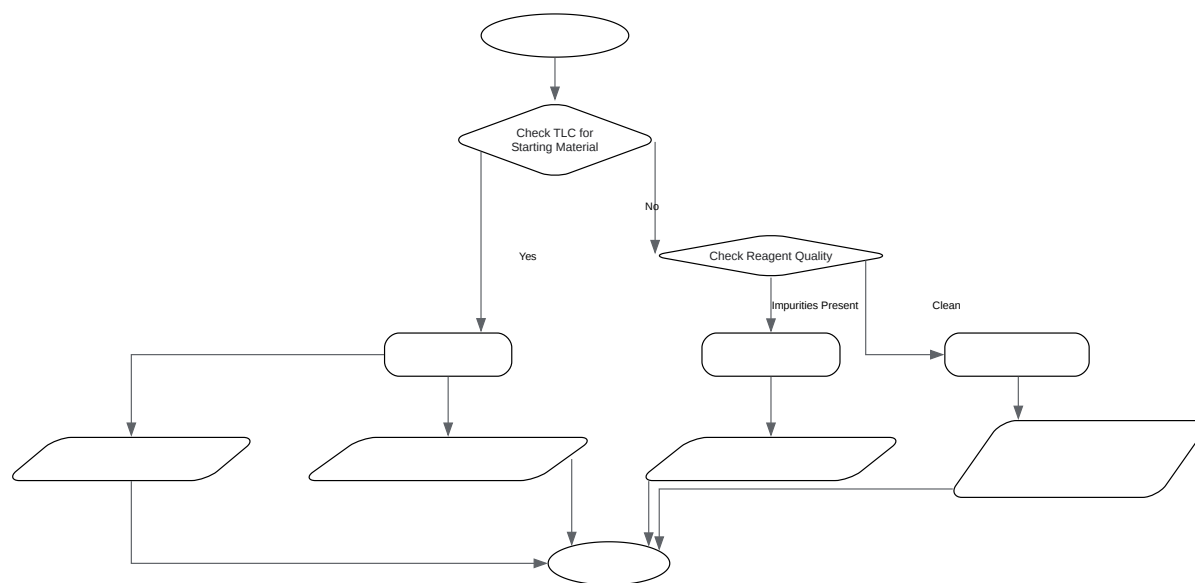 Check TLC for
Starting Material
No
Yes
Check Reagent Quality
Impurities Present
Clean